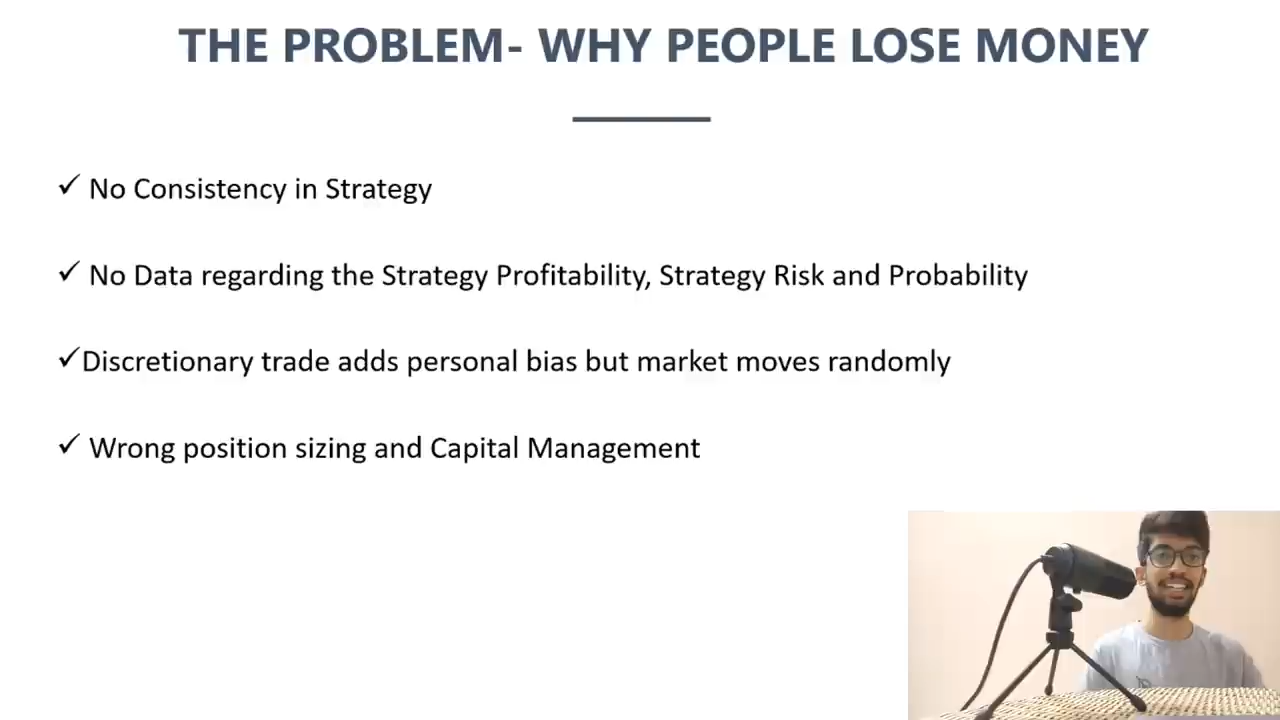 THE PROBLEM- WHY PEOPLE LOSE MONEY
✓ No Consistency in Strategy
✓ No Data regarding the Strategy Profitability, Strategy Risk and Probability
✓Discretionary trade adds personal bias but market moves randomly
✓ Wrong position sizing and Capital Management